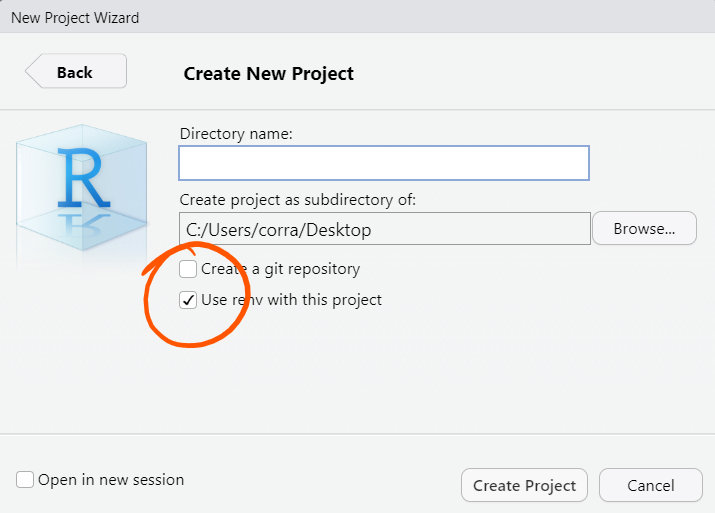 New Project Wizard
Back
Create New Project
R
Directory name:
Create project as subdirectory of:
C:/Users/corra/Desktop
Browse...
Create a git repository
Use renv with this project
Open in new session
Create Project
Cancel